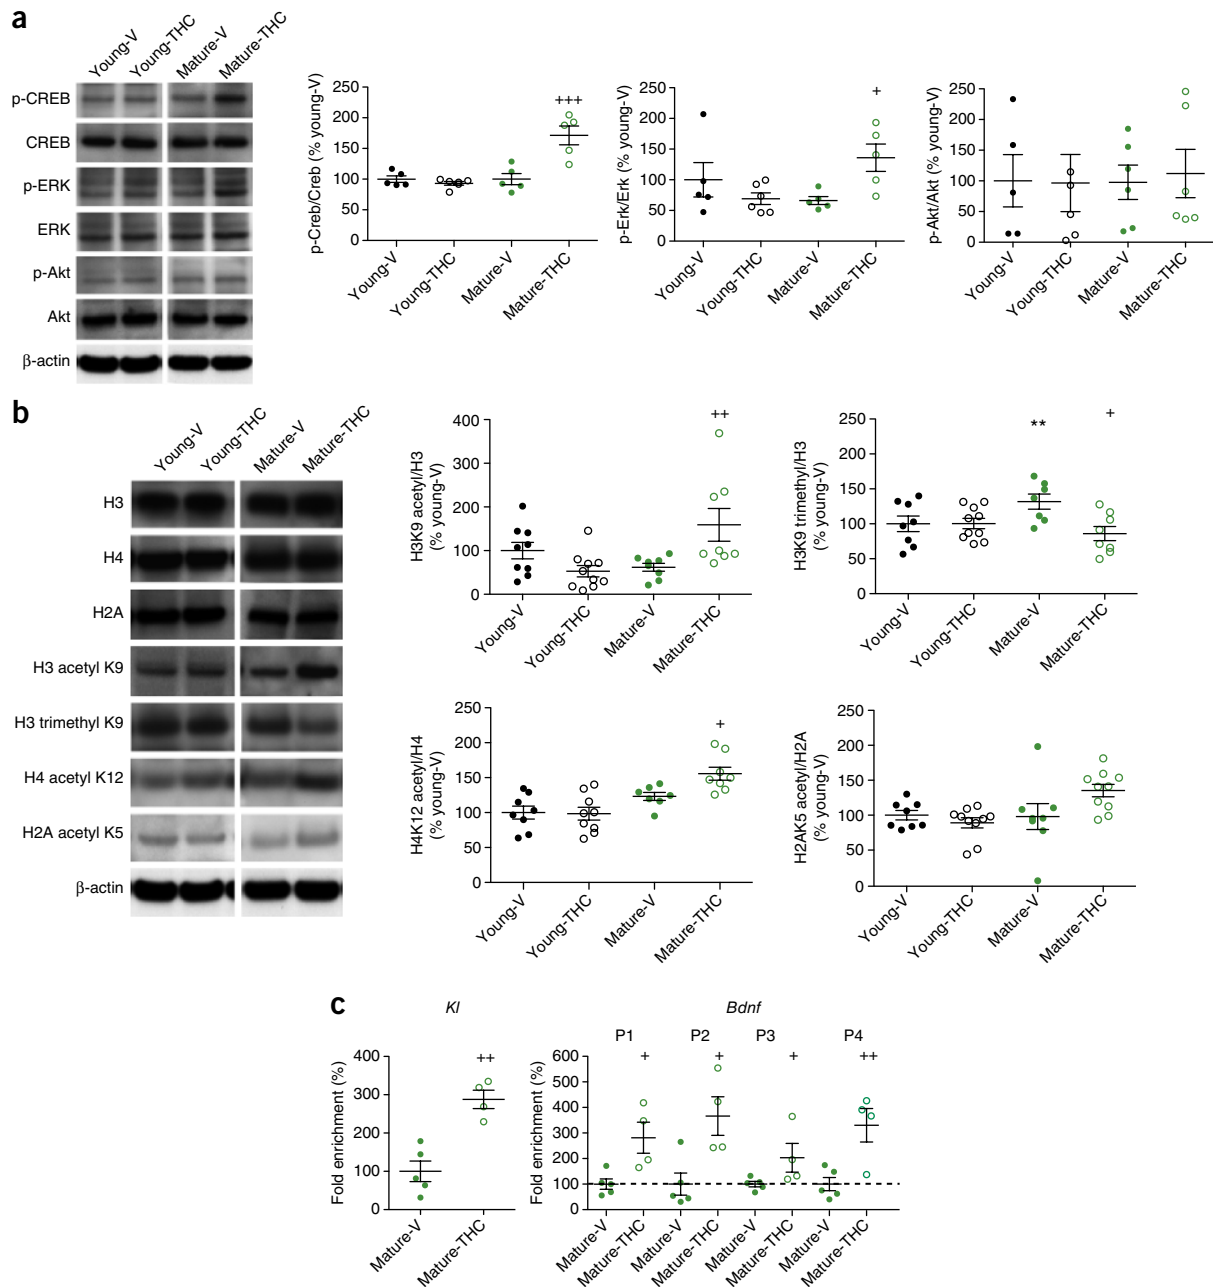 a
Young-V
Young-THC
Mature-V
Mature-THC
p-CREB
CREB
p-ERK
ERK
p-Akt
Akt
β-actin
p-Creb/Creb (% young-V)
250
200
150
100
50
0
+++
Young-V
Young-THC
Mature-V
Mature-THC
p-Erk/Erk (% young-V)
250
200
150
100
50
0
+
Young-V
Young-THC
Mature-V
Mature-THC
p-Akt/Akt (% young-V)
250
200
150
100
50
0
Young-V
Young-THC
Mature-V
Mature-THC
b
Young-V
Young-THC
Mature-V
Mature-THC
H3
H4
H2A
H3 acetyl K9
H3 trimethyl K9
H4 acetyl K12
H2A acetyl K5
β-actin
H3K9 acetyl/H3
(% young-V)
400
300
200
100
0
++
Young-V
Young-THC
Mature-V
Mature-THC
H3K9 trimethyl/H3
(% young-V)
250
200
150
100
50
0
**
+
Young-V
Young-THC
Mature-V
Mature-THC
H4K12 acetyl/H4
(% young-V)
250
200
150
100
50
0
+
Young-V
Young-THC
Mature-V
Mature-THC
H2AK5 acetyl/H2A
(% young-V)
250
200
150
100
50
0
Young-V
Young-THC
Mature-V
Mature-THC
c
Kl
Fold enrichment (%)
400
300
200
100
0
++
Mature-V
Mature-THC
Bdnf
P1
P2
P3
P4
Fold enrichment (%)
600
500
400
300
200
100
0
+
+
+
++
Mature-V
Mature-THC
Mature-V
Mature-THC
Mature-V
Mature-THC
Mature-V
Mature-THC